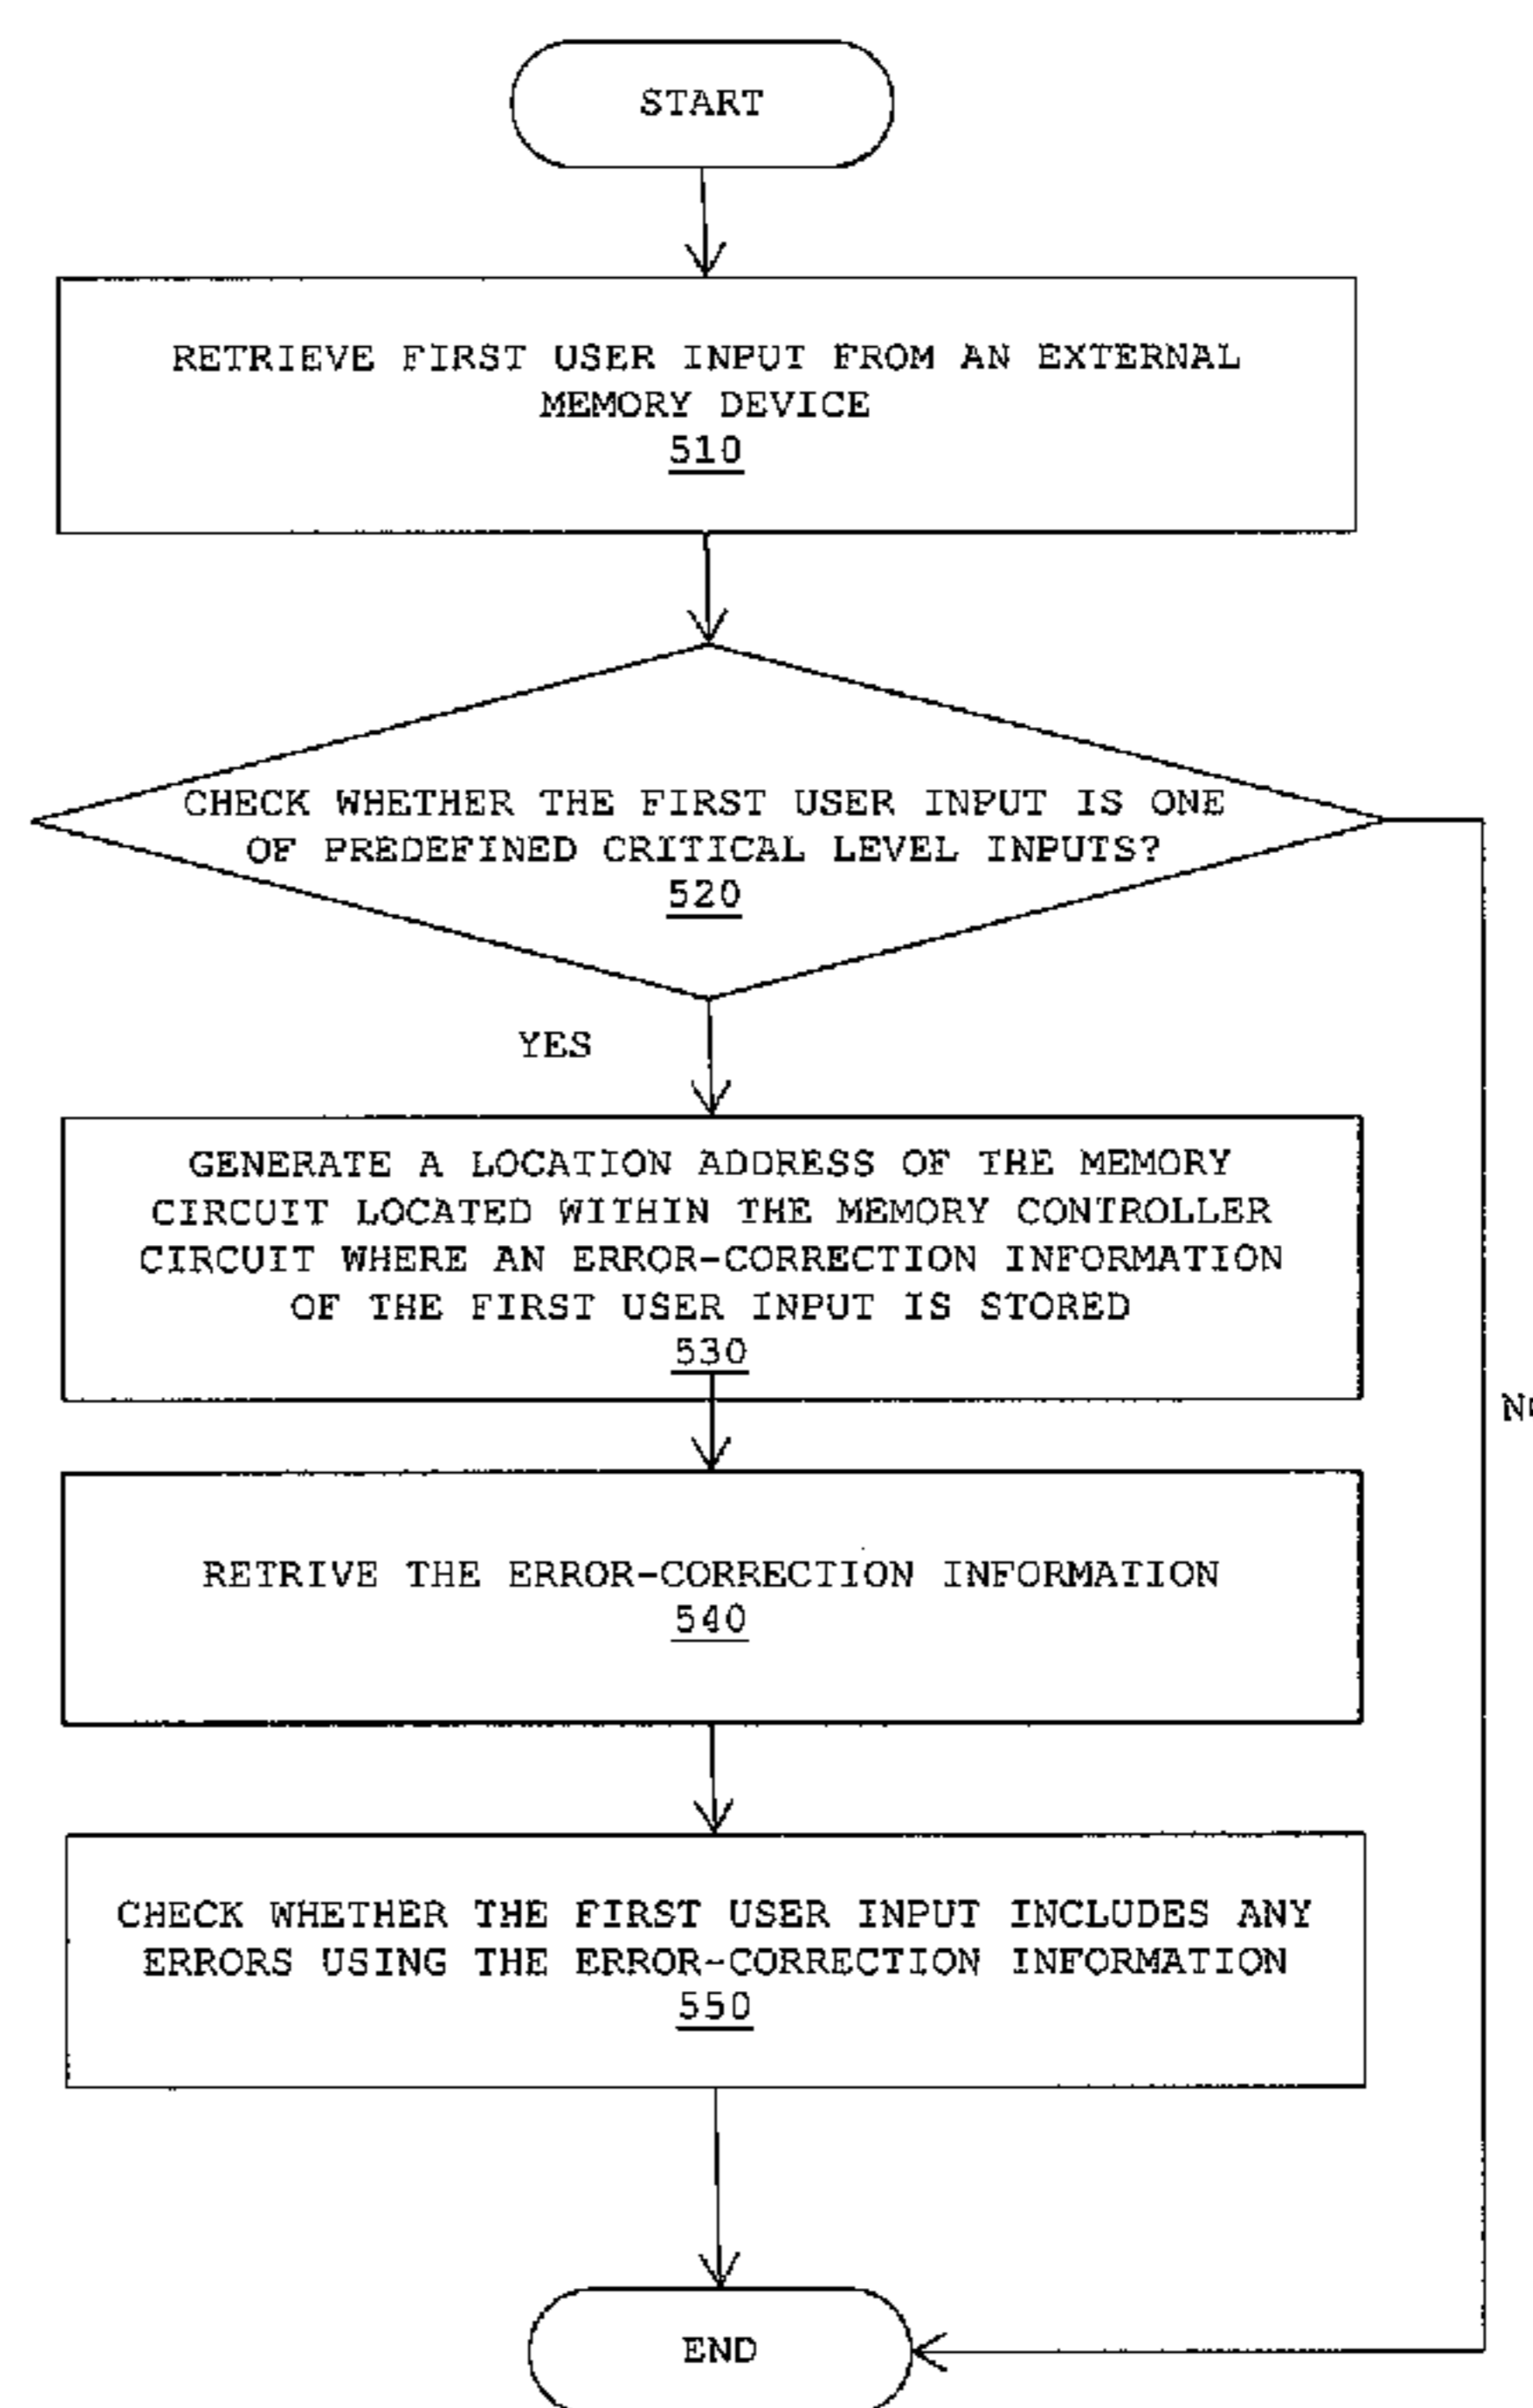 START
RETRIEVE FIRST USER INPUT FROM AN EXTERNAL
MEMORY DEVICE
510
CHECK WHETHER THE FIRST USER INPUT IS ONE
OF PREDEFINED CRITICAL LEVEL INPUTS?
520
YES
GENERATE A LOCATION ADDRESS OF THE MEMORY
CIRCUIT LOCATED WITHIN THE MEMORY CONTROLLER
CIRCUIT WHERE AN ERROR-CORRECTION INFORMATION
OF THE FIRST USER INPUT IS STORED
530
RETRIVE THE ERROR-CORRECTION INFORMATION
540
CHECK WHETHER THE FIRST USER INPUT INCLUDES ANY
ERRORS USING THE ERROR-CORRECTION INFORMATION
550
END